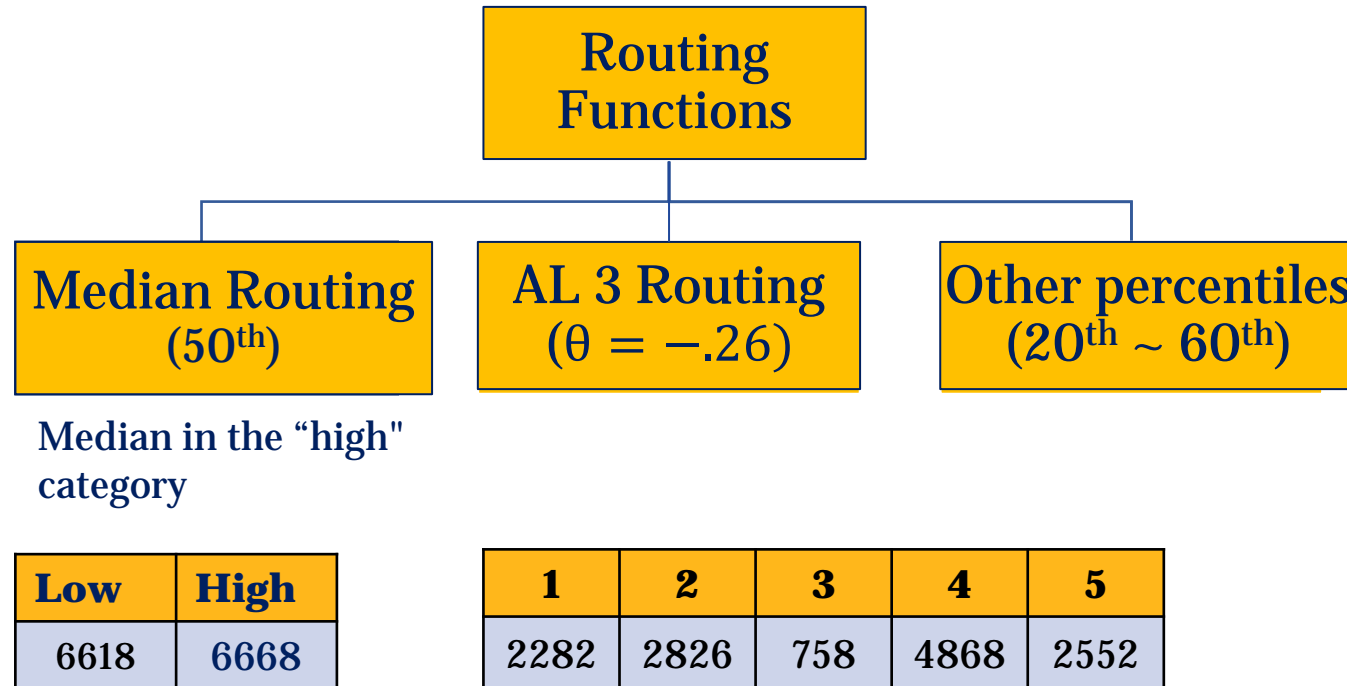 Routing
Functions
Median Routing
(50th)
AL 3 Routing
(θ = −.26)
Other percentiles
(20th ~ 60th)
Median in the “high"
category
Low High
6618 6668
1 2 3 4 5
2282 2826 758 4868 2552